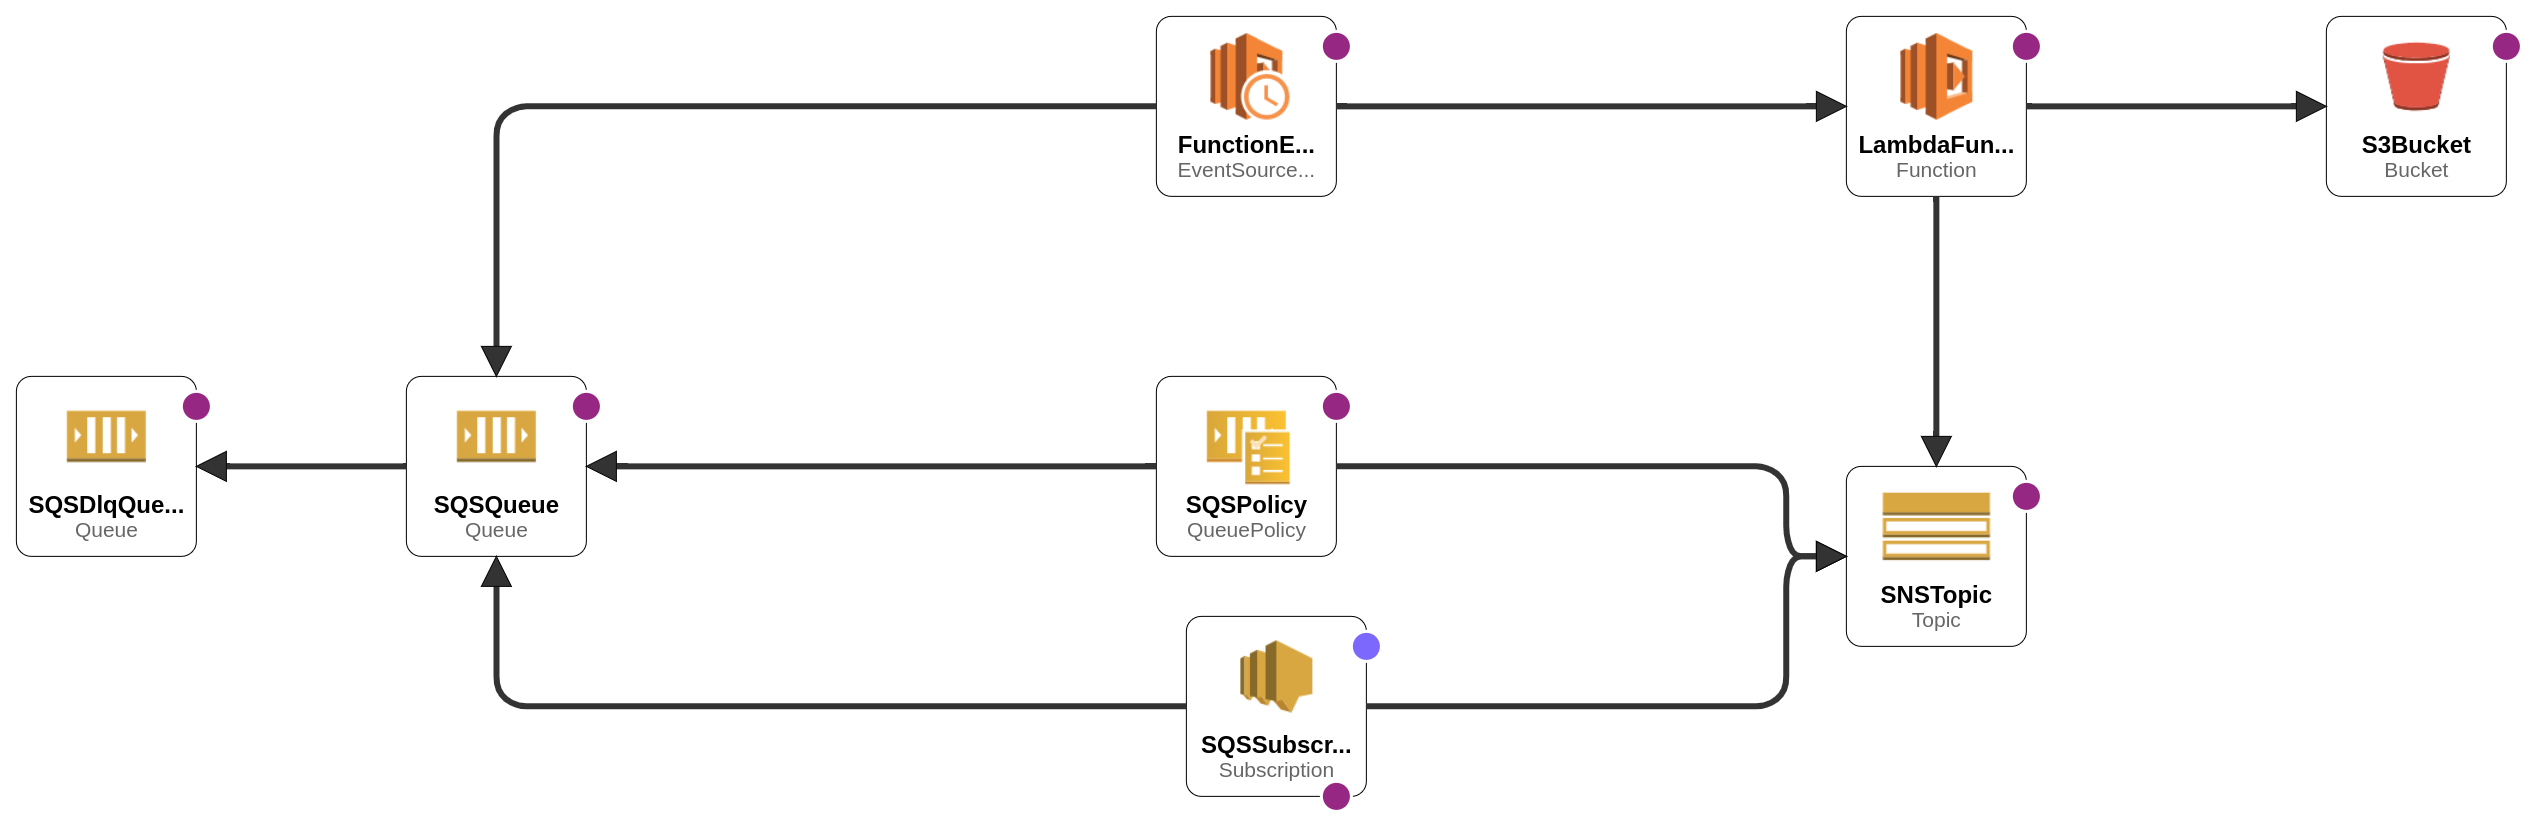 FunctionE...
EventSource...
LambdaFun...
Function
S3Bucket
Bucket
SQSDlqQue...
Queue
SQSQueue
Queue
SQSPolicy
QueuePolicy
SNSTopic
Topic
SQSSubscr...
Subscription